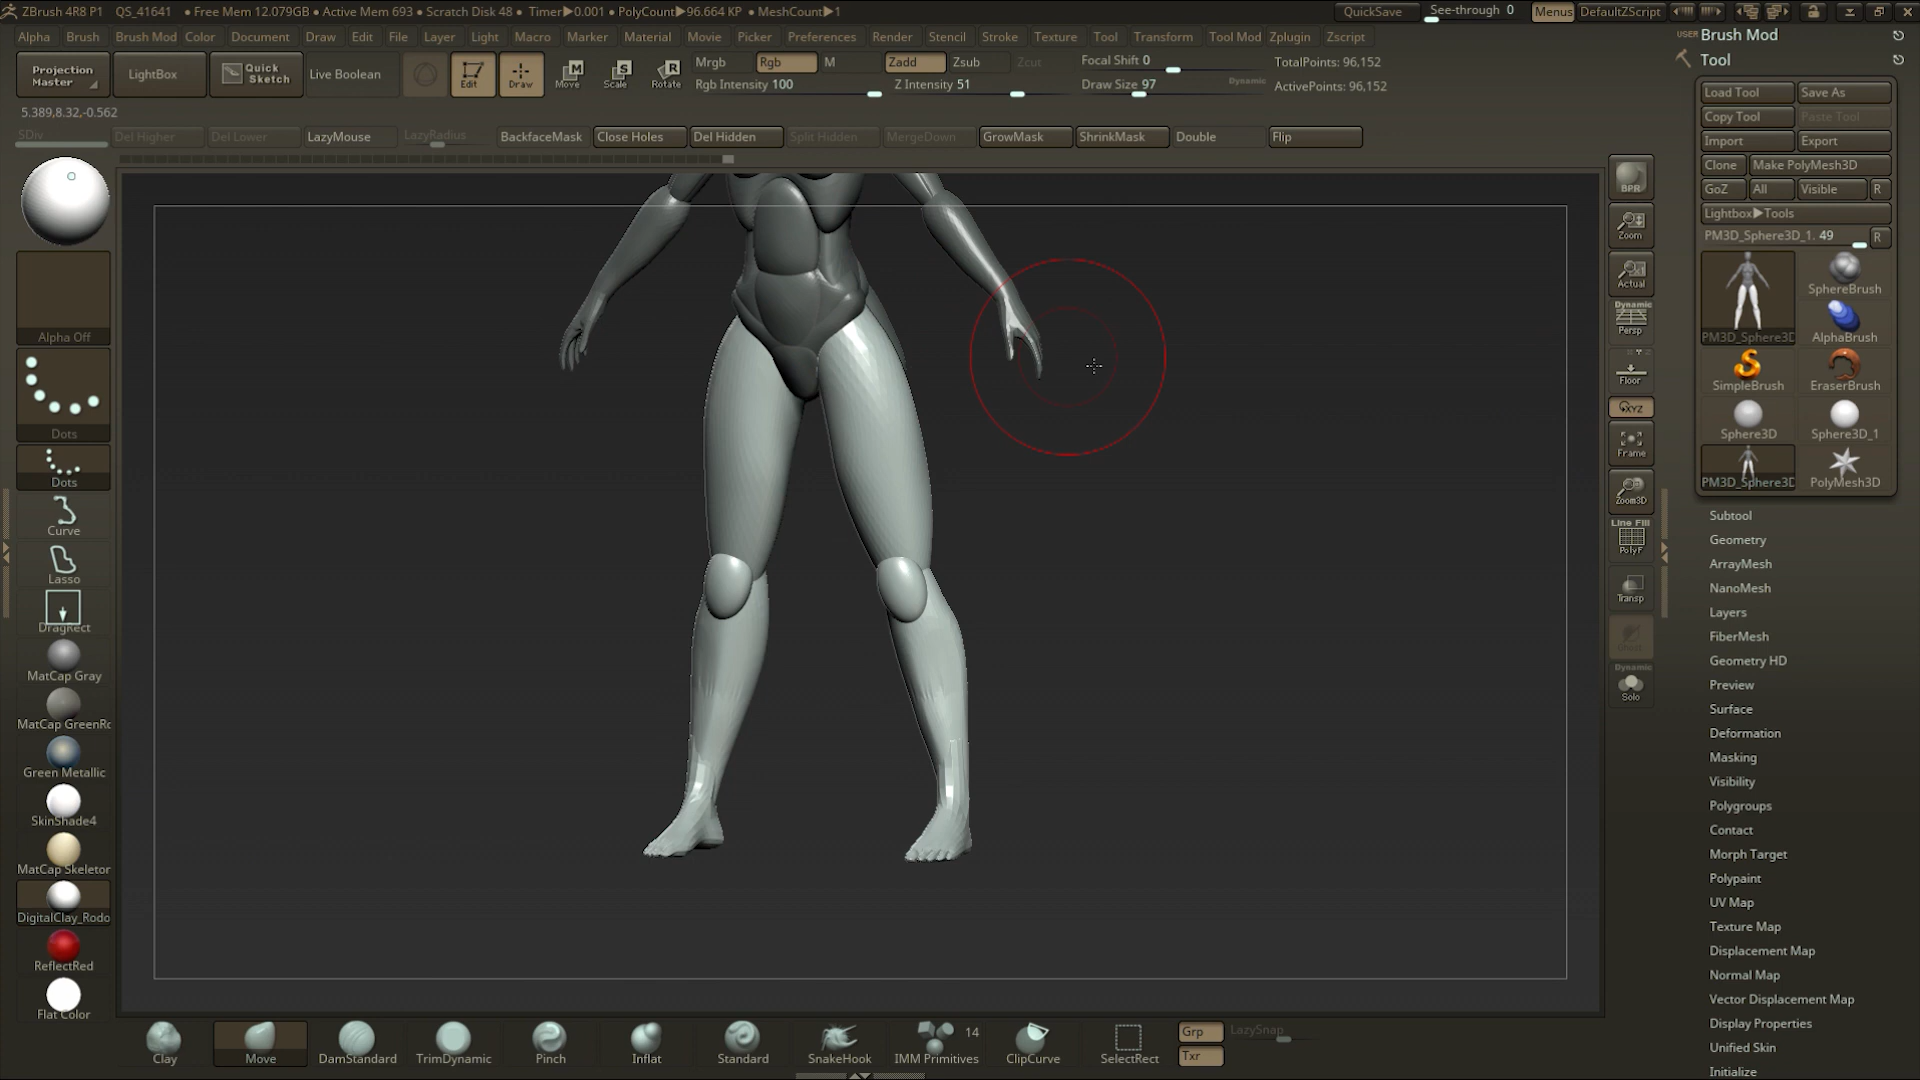 ZBrush 4R8 P1 QS_41641 • Free Mem 12.079GB • Active Mem 693 • Scratch Disk 48 • Timer▶0.001 • PolyCount▶96.664 KP • MeshCount▶1 QuickSave See-through 0 Menus DefaultZScript
Alpha Brush Brush Mod Color Document Draw Edit File Layer Light Macro Marker Material Movie Picker Preferences Render Stencil Stroke Texture Tool Transform Tool Mod Zplugin Zscript
USER Brush Mod
Tool
Projection Master
LightBox
Quick Sketch
Live Boolean
Edit
Draw
Move
Scale
Rotate
Mrgb Rgb M Zadd Zsub Zcut Focal Shift 0 TotalPoints: 96,152
Rgb Intensity 100 Z Intensity 51 Draw Size 97 Dynamic ActivePoints: 96,152
5.389,8.32,-0.562
SDiv Del Higher Del Lower LazyMouse LazyRadius BackfaceMask Close Holes Del Hidden Split Hidden MergeDown GrowMask ShrinkMask Double Flip
Alpha Off
Dots
Dots
Curve
Lasso
DragRect
MatCap Gray
MatCap GreenRo
Green Metallic
SkinShade4
MatCap Skeletor
DigitalClay_Rodo
ReflectRed
Flat Color
BPR
Zoom
Actual
Dynamic
Persp
Floor
XYZ
Frame
Zoom3D
Line Fill
PolyF
Transp
Ghost
Dynamic
Solo
Load Tool Save As
Copy Tool Paste Tool
Import Export
Clone Make PolyMesh3D
GoZ All Visible R
Lightbox▶Tools
PM3D_Sphere3D_1. 49 R
SphereBrush
PM3D_Sphere3D AlphaBrush
SimpleBrush EraserBrush
Sphere3D Sphere3D_1
PM3D_Sphere3D PolyMesh3D
Subtool
Geometry
ArrayMesh
NanoMesh
Layers
FiberMesh
Geometry HD
Preview
Surface
Deformation
Masking
Visibility
Polygroups
Contact
Morph Target
Polypaint
UV Map
Texture Map
Displacement Map
Normal Map
Vector Displacement Map
Display Properties
Unified Skin
Initialize
Clay Move DamStandard TrimDynamic Pinch Inflat Standard SnakeHook IMM Primitives 14 ClipCurve SelectRect
Grp LazySnap
Txr